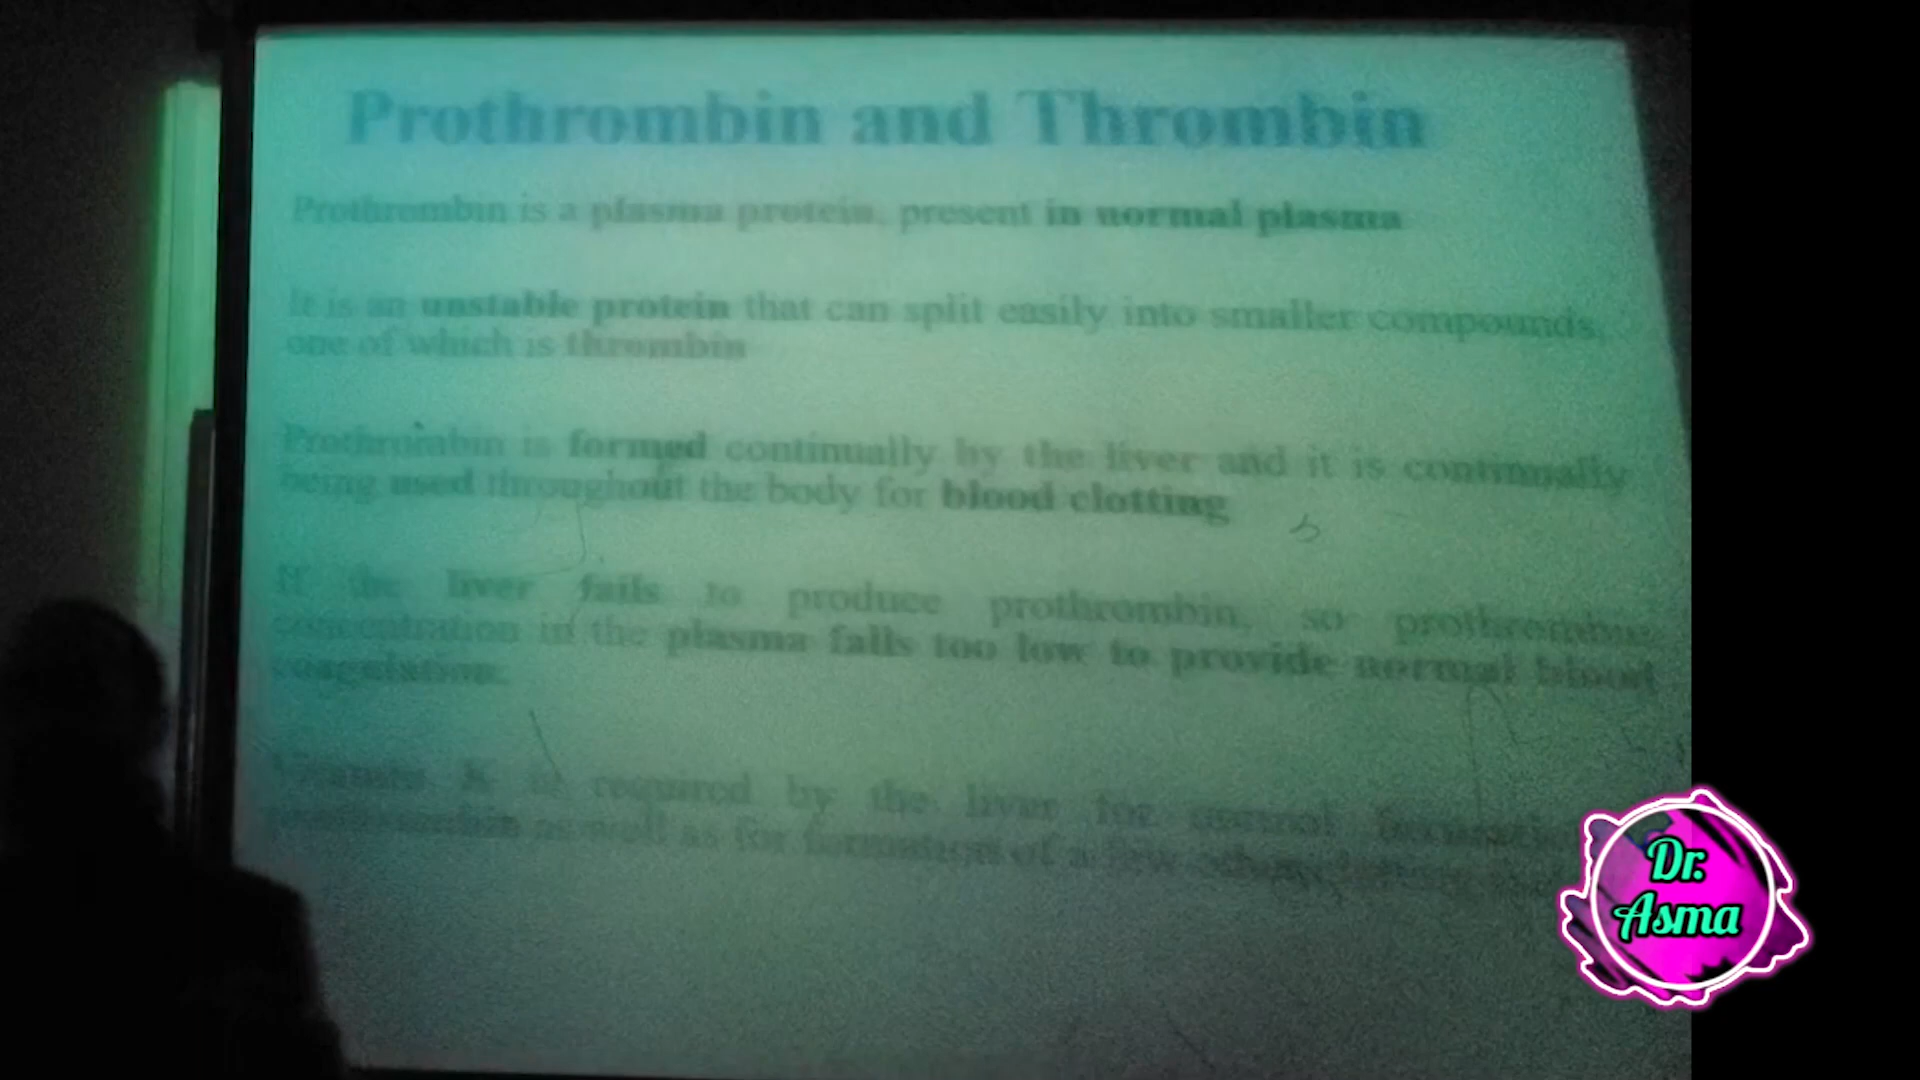 Prothrombin and Thrombin
Prothrombin is a plasma protein, present in normal plasma
It is an unstable protein that can split easily into smaller compounds,
one of which is thrombin
Prothrombin is formed continually by the liver and it is continually
being used throughout the body for blood clotting
If the liver fails to produce prothrombin, so prothrombin
concentration in the plasma falls too low to provide normal blood
coagulation
Vitamin K is required by the liver for normal formation
prothrombin as well as for formation of a few other
Dr.
Asma